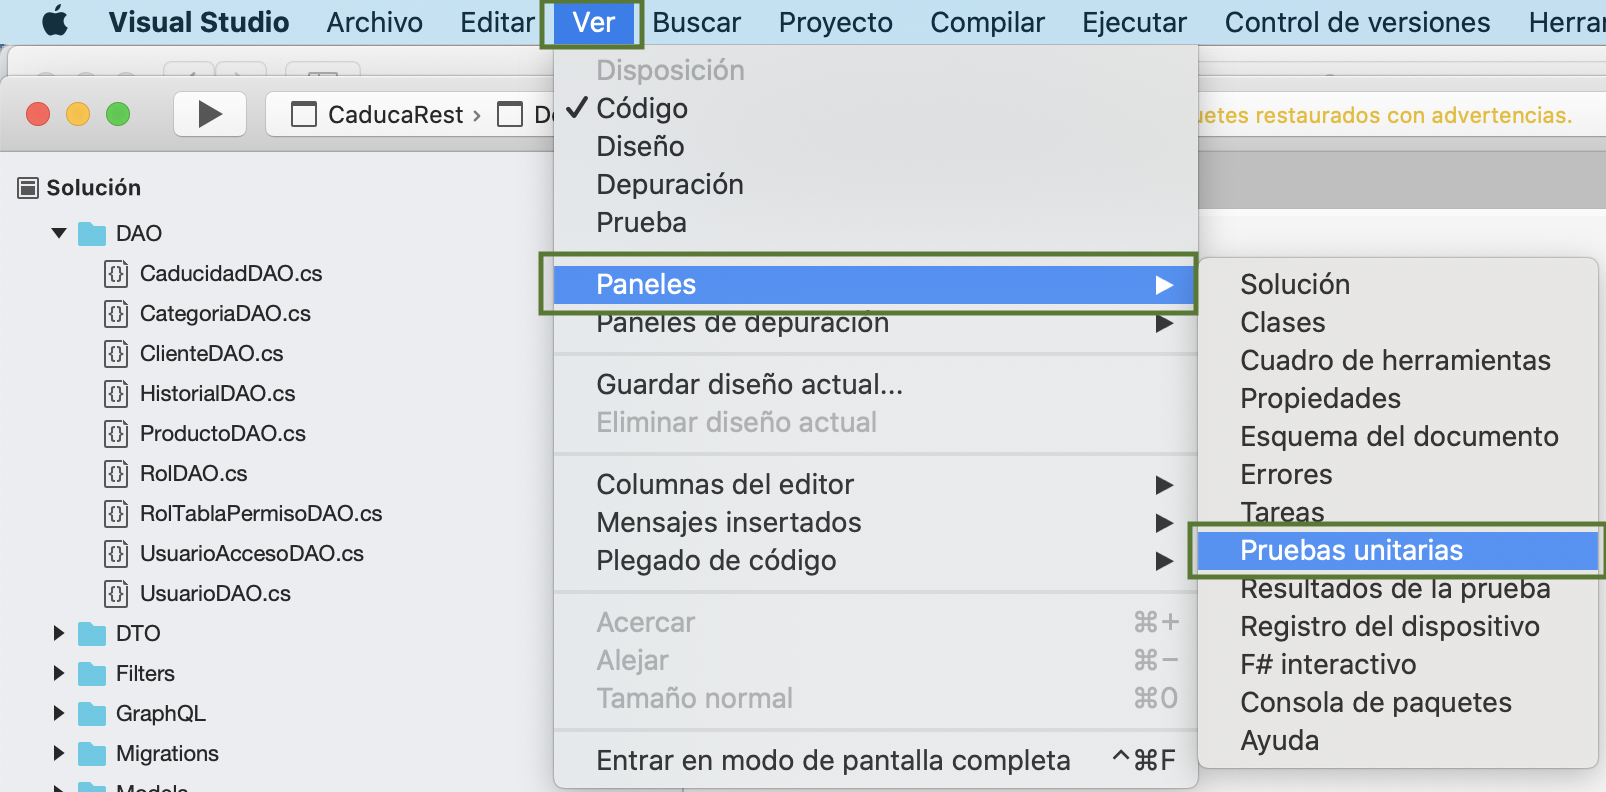 Visual Studio Archivo Editar Ver Buscar Proyecto Compilar Ejecutar Control de versiones
CaducaRest ›
restaurados con advertencias.
Solución
DAO
CaducidadDAO.cs
CategoriaDAO.cs
ClienteDAO.cs
HistorialDAO.cs
ProductoDAO.cs
RolDAO.cs
RolTablaPermisoDAO.cs
UsuarioAccesoDAO.cs
UsuarioDAO.cs
DTO
Filters
GraphQL
Migrations
Models
Disposición
✓ Código
Diseño
Depuración
Prueba
Paneles
Paneles de depuración
Guardar diseño actual...
Eliminar diseño actual
Columnas del editor
Mensajes insertados
Plegado de código
Acercar ⌘+
Alejar ⌘−
Tamaño normal ⌘0
Entrar en modo de pantalla completa ^⌘F
Solución
Clases
Cuadro de herramientas
Propiedades
Esquema del documento
Errores
Tareas
Pruebas unitarias
Resultados de la prueba
Registro del dispositivo
F# interactivo
Consola de paquetes
Ayuda